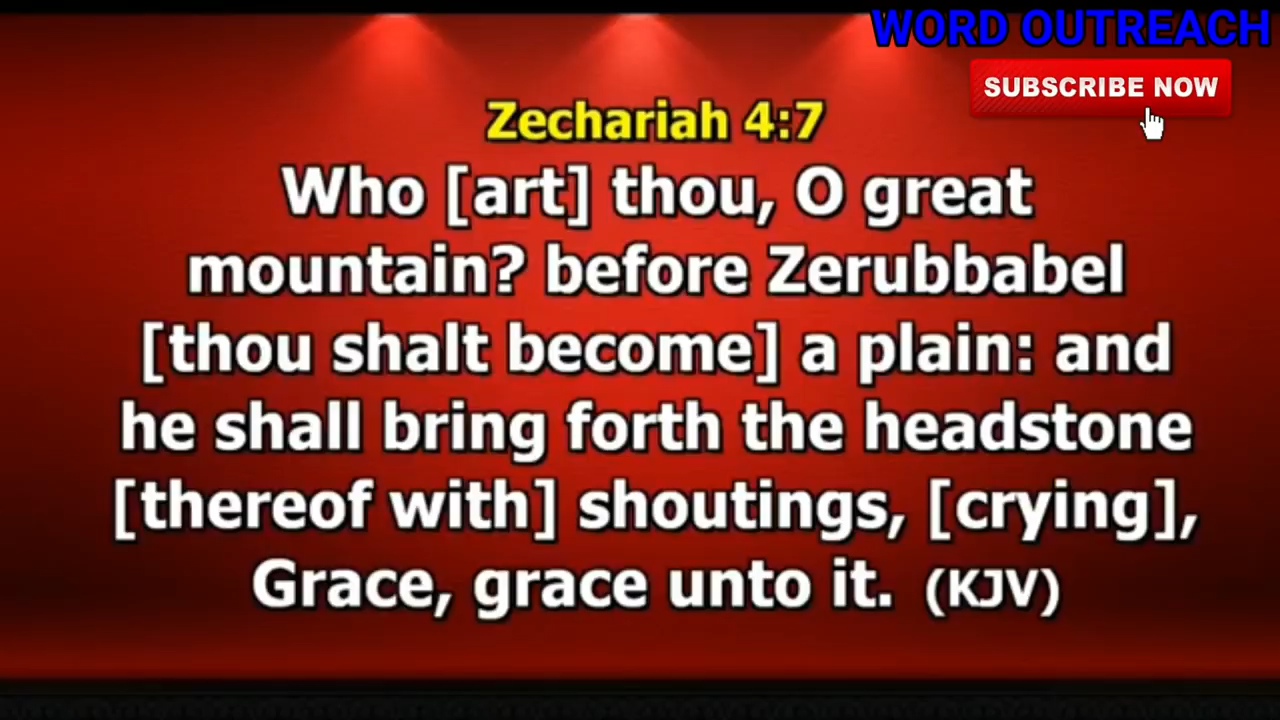 WORD OUTREACH
SUBSCRIBE NOW
Zechariah 4:7
Who [art] thou, O great
mountain? before Zerubbabel
[thou shalt become] a plain: and
he shall bring forth the headstone
[thereof with] shoutings, [crying],
Grace, grace unto it. (KJV)